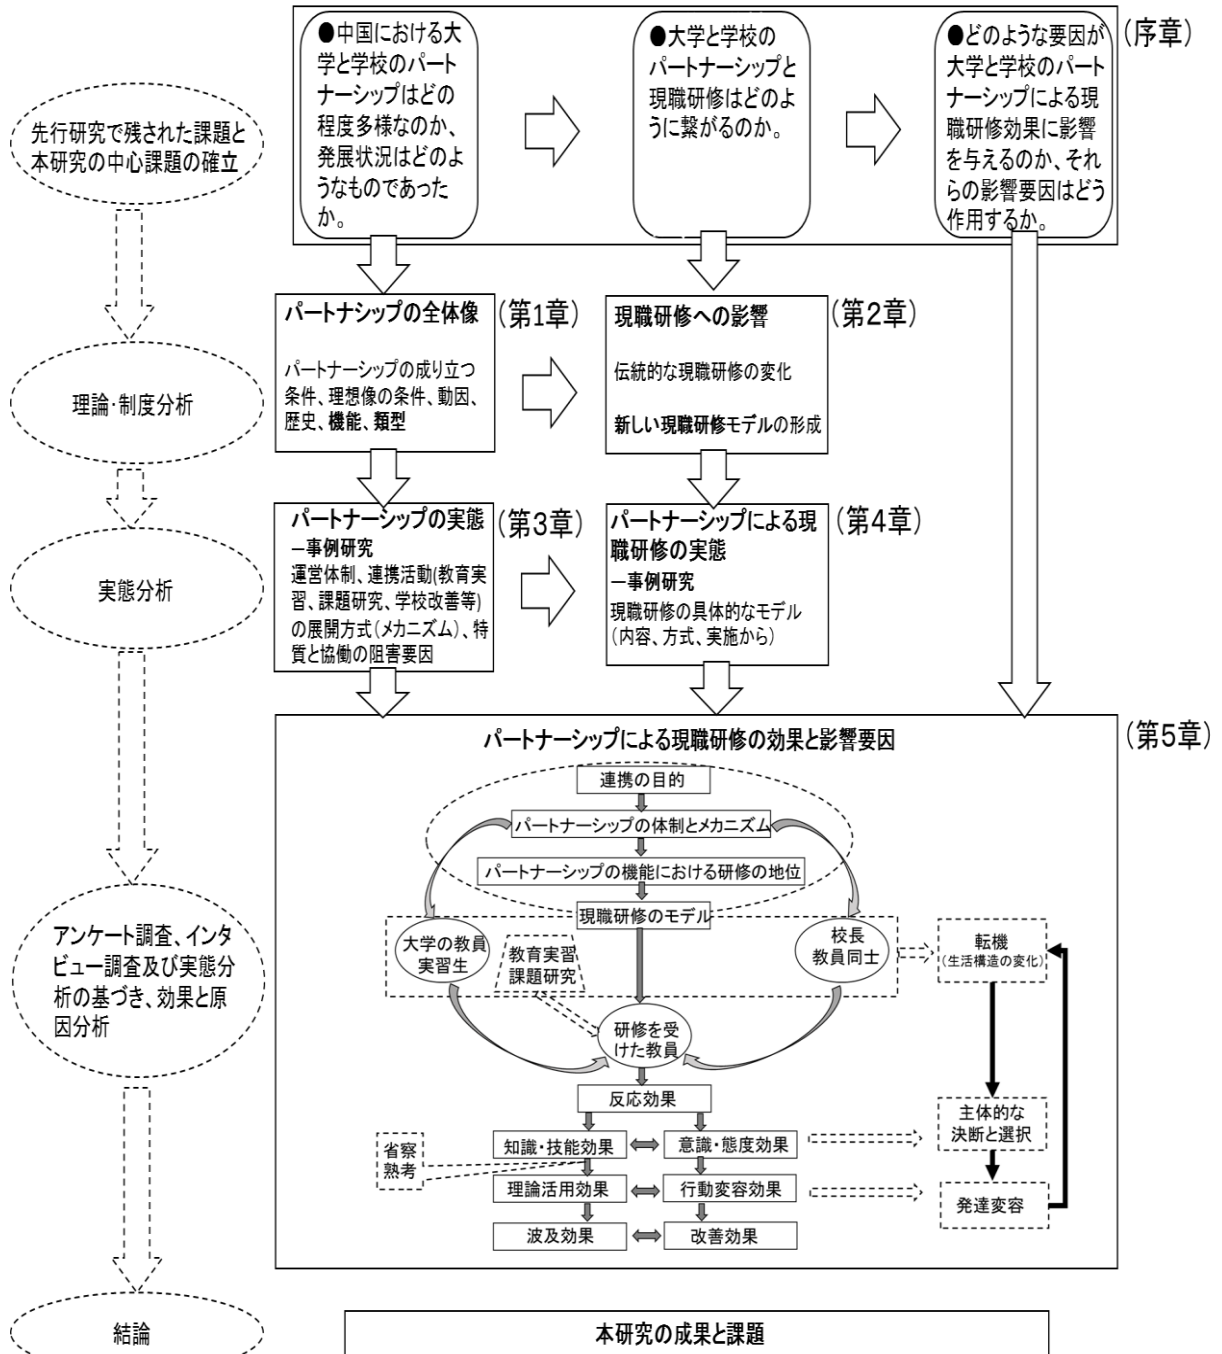 ●中国における大
学と学校のパート
ナーシップはどの
程度多様なのか、
発展状況はどのよ
うなものであった
か。
●大学と学校の
パートナーシップと
現職研修はどのよ
うに繋がるのか。
●どのような要因が
大学と学校のパート
ナーシップによる現
職研修効果に影響
を与えるのか、それ
らの影響要因はどう
作用するか。
(序章)
先行研究で残された課題と
本研究の中心課題の確立
パートナシップの全体像
(第1章)
パートナーシップの成り立つ
条件、理想像の条件、動因、
歴史、機能、類型
現職研修への影響
(第2章)
伝統的な現職研修の変化
新しい現職研修モデルの形成
理論・制度分析
パートナーシップの実態
(第3章)
―事例研究
運営体制、連携活動(教育実
習、課題研究、学校改善等)
の展開方式(メカニズム)、特
質と協働の阻害要因
パートナーシップによる現
職研修の実態
(第4章)
―事例研究
現職研修の具体的なモデル
(内容、方式、実施から)
実態分析
パートナーシップによる現職研修の効果と影響要因
(第5章)
連携の目的
パートナーシップの体制とメカニズム
パートナーシップの機能における研修の地位
現職研修のモデル
大学の教員
実習生
教育実習
課題研究
校長
教員同士
転機
(生活構造の変化)
アンケート調査、インタ
ビュー調査及び実態分
析の基づき、効果と原
因分析
研修を受
けた教員
反応効果
知識・技能効果
意識・態度効果
主体的な
決断と選択
省察
熟考
理論活用効果
行動変容効果
発達変容
波及効果
改善効果
結論
本研究の成果と課題